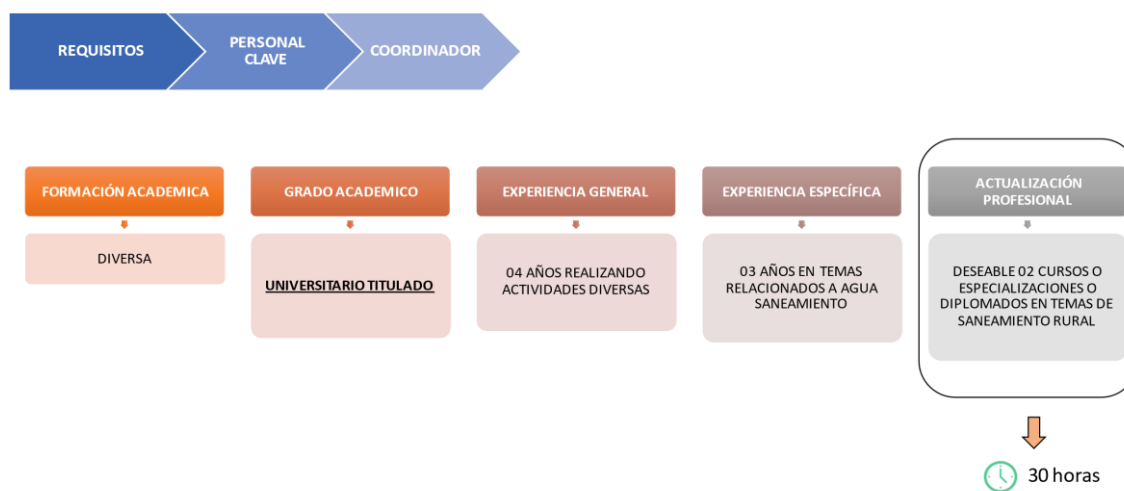 REQUISITOS
PERSONAL
CLAVE
COORDINADOR
FORMACIÓN ACADEMICA
DIVERSA
GRADO ACADEMICO
UNIVERSITARIO TITULADO
EXPERIENCIA GENERAL
04 AÑOS REALIZANDO
ACTIVIDADES DIVERSAS
EXPERIENCIA ESPECÍFICA
03 AÑOS EN TEMAS
RELACIONADOS A AGUA
SANEAMIENTO
ACTUALIZACIÓN
PROFESIONAL
DESEABLE 02 CURSOS O
ESPECIALIZACIONES O
DIPLOMADOS EN TEMAS DE
SANEAMIENTO RURAL
30 horas